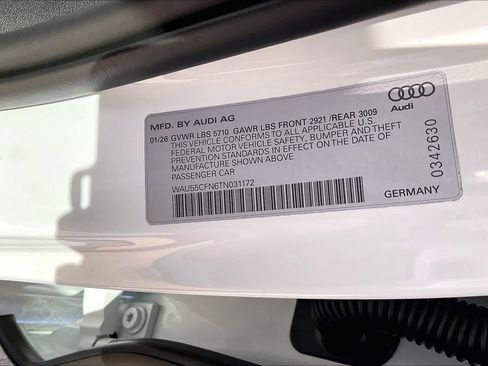 MFD. BY AUDI AG
01/26 GVWR LBS 5710 GAWR LBS FRONT 2921 /REAR 3009
THIS VEHICLE CONFORMS TO ALL APPLICABLE U.S.
FEDERAL MOTOR VEHICLE SAFETY, BUMPER AND THEFT
PREVENTION STANDARDS IN EFFECT ON THE DATE OF
MANUFACTURE SHOWN ABOVE
PASSENGER CAR
WAU55CFN6TN031172
Audi
0342630
GERMANY